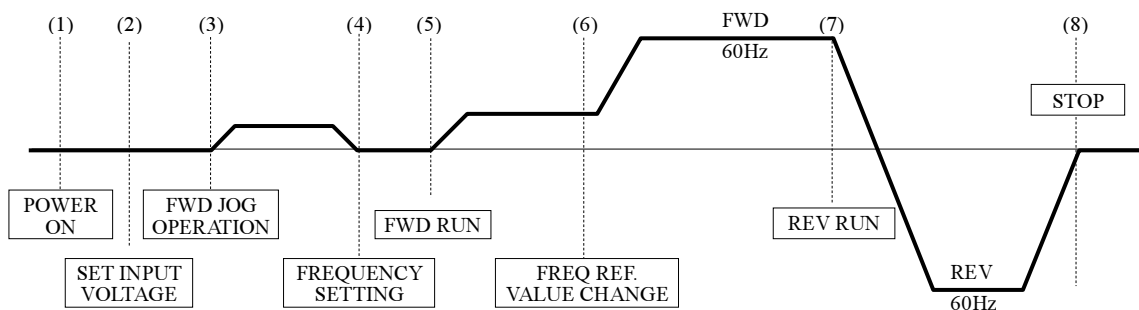 (1)
(2)
(3)
(4)
(5)
(6)
FWD
60Hz
(7)
(8)
STOP
POWER
ON
SET INPUT
VOLTAGE
FWD JOG
OPERATION
FREQUENCY
SETTING
FWD RUN
FREQ REF.
VALUE CHANGE
REV RUN
REV
60Hz